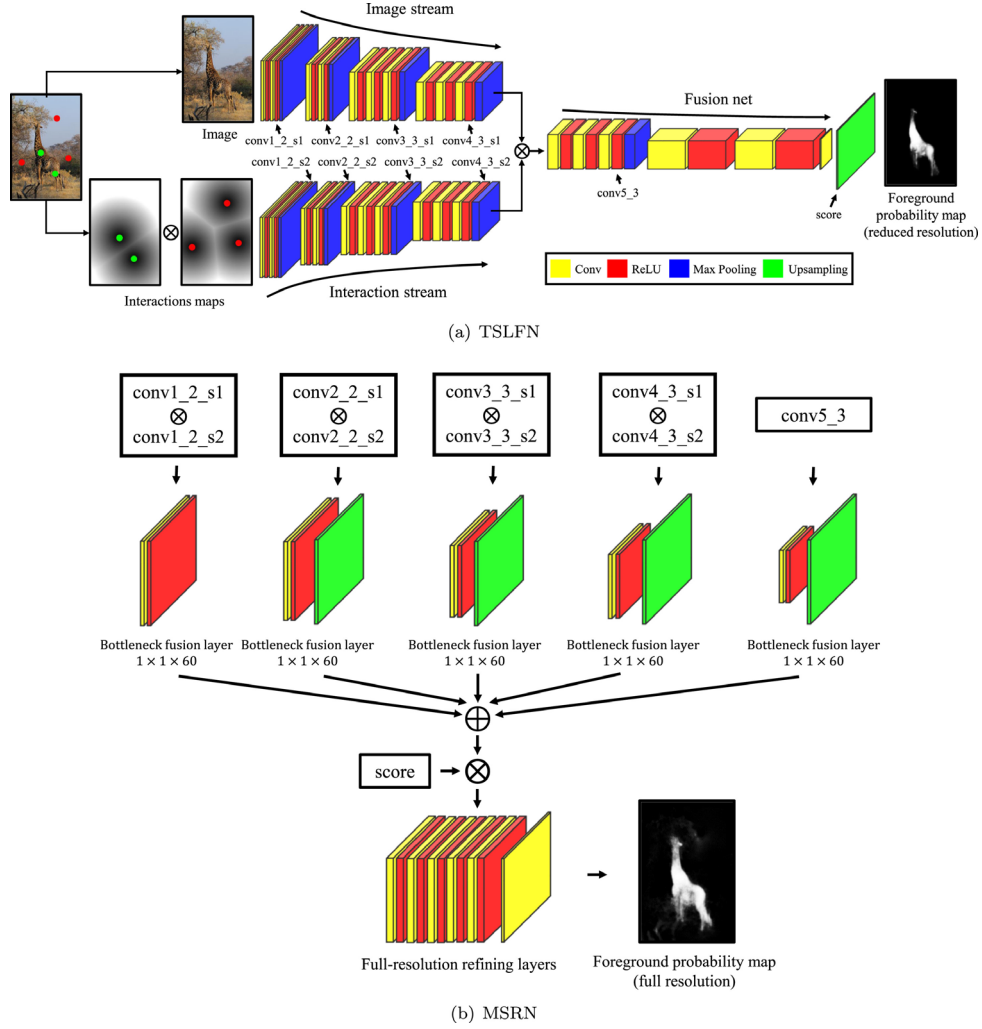 Image stream
Image
conv1_2_s1
conv2_2_s1
conv3_3_s1
conv4_3_s1
conv1_2_s2
conv2_2_s2
conv3_3_s2
conv4_3_s2
Interactions maps
Interaction stream
Fusion net
conv5_3
score
Foreground
probability map
(reduced resolution)
Conv
ReLU
Max Pooling
Upsampling
(a) TSLFN
conv1_2_s1
⊗
conv1_2_s2
conv2_2_s1
⊗
conv2_2_s2
conv3_3_s1
⊗
conv3_3_s2
conv4_3_s1
⊗
conv4_3_s2
conv5_3
Bottleneck fusion layer
1 × 1 × 60
Bottleneck fusion layer
1 × 1 × 60
Bottleneck fusion layer
1 × 1 × 60
Bottleneck fusion layer
1 × 1 × 60
Bottleneck fusion layer
1 × 1 × 60
⊕
score
⊗
Full-resolution refining layers
Foreground probability map
(full resolution)
(b) MSRN